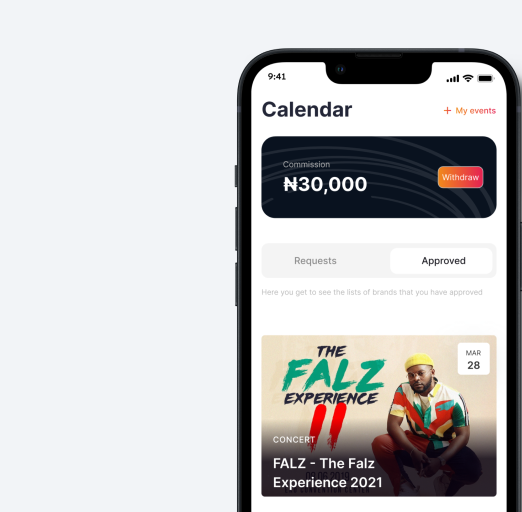 9:41
Calendar
+ My events
Commission
₦30,000
Withdraw
Requests
Approved
Here you get to see the lists of brands that you have approved
THE
FALZ
EXPERIENCE
II
MAR
28
CONCERT
FALZ - The Falz
Experience 2021